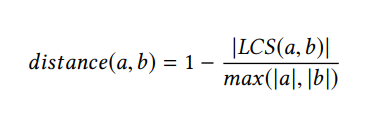 distance(a, b) = 1 − |LCS(a, b)| / max(|a|, |b|)